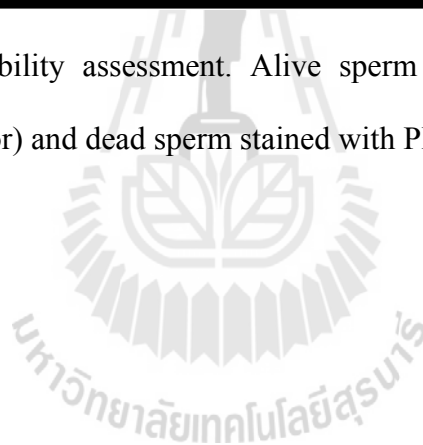 bility assessment. Alive sperm
or) and dead sperm stained with P
มหาวิทยาลัยเทคโนโลยีสุรนารี